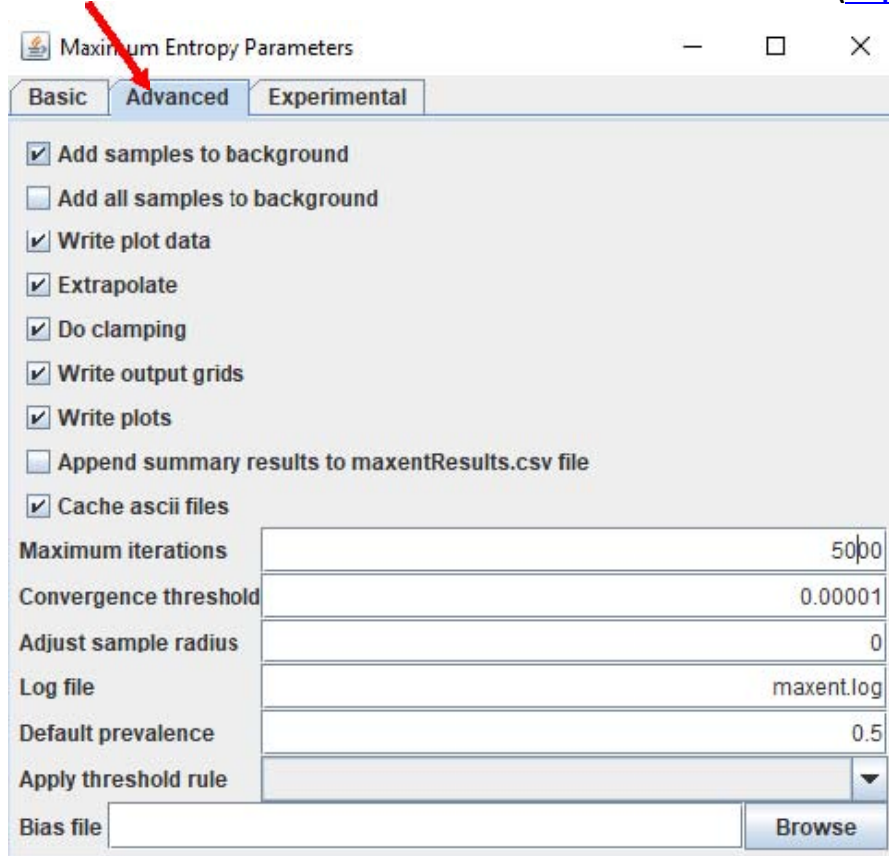 Maximum Entropy Parameters
Basic Advanced Experimental
Add samples to background
Add all samples to background
Write plot data
Extrapolate
Do clamping
Write output grids
Write plots
Append summary results to maxentResults.csv file
Cache ascii files
Maximum iterations 5000
Convergence threshold 0.00001
Adjust sample radius 0
Log file maxent.log
Default prevalence 0.5
Apply threshold rule
Bias file Browse